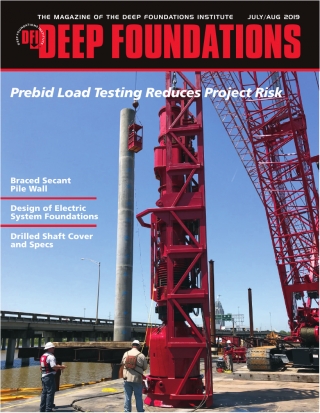 THE MAGAZINE OF THE DEEP FOUNDATIONS INSTITUTE JULY/AUG 2019
DFI DEEP FOUNDATIONS
Prebid Load Testing Reduces Project Risk
Braced Secant
Pile Wall
Design of Electric
System Foundations
Drilled Shaft Cover
and Specs